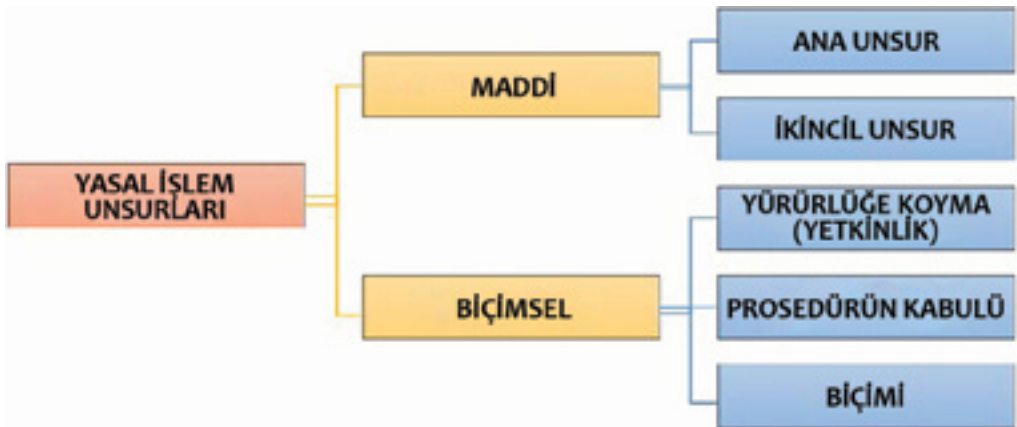 YASAL İŞLEM
UNSURLARI
MADDİ
ANA UNSUR
İKİNCİL UNSUR
BİÇİMSEL
YÜRÜRLÜĞE KOYMA
(YETKİNLİK)
PROSEDÜRÜN KABULÜ
BİÇİMİ